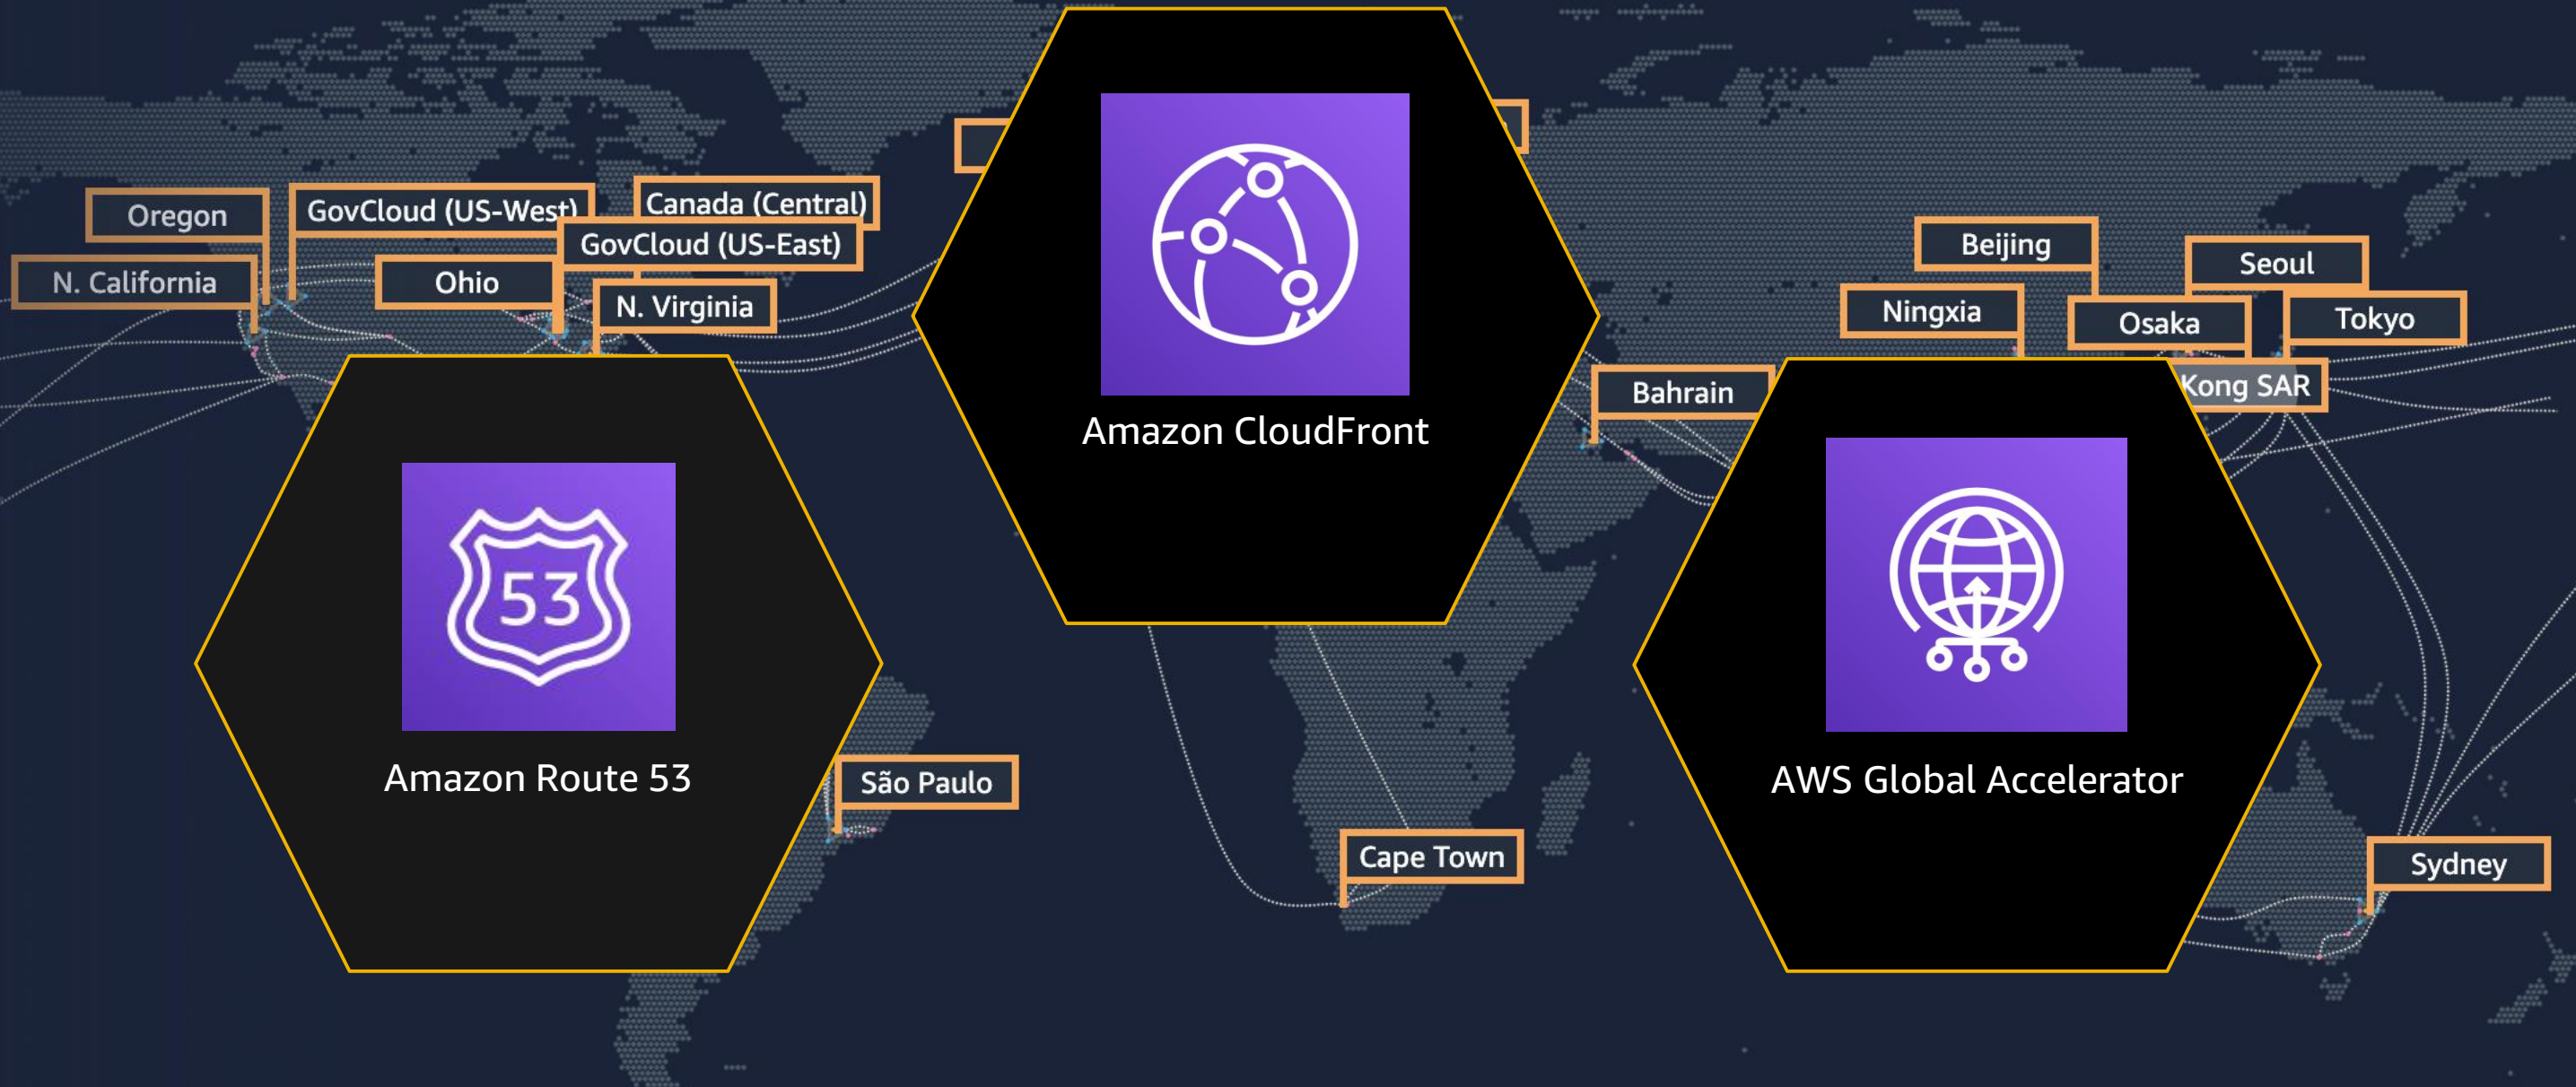 Canada (Central)
GovCloud (US-West)
Oregon
GovCloud (US-East)
N. California
Ohio
N. Virginia
Beijing
Seoul
Ningxia
Osaka
Tokyo
Bahrain
Kong SAR
Amazon CloudFront
53
Amazon Route 53
AWS Global Accelerator
São Paulo
Cape Town
Sydney